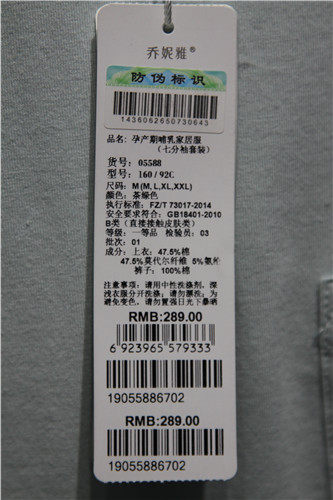 乔妮雅®
防伪标识
1436062650730643
品名: 孕产期哺乳家居服
(七分袖套装)
货号: 05588
型号: 160/92C
尺码: M(M, L,XL,XXL)
颜色: 茶绿色
执行标准: FZ/T 73017-2014
安全要求符合: GB18401-2010
B类(直接接触皮肤类)
等级: 一等品 检验员: 03
批次: 01
成分: 上衣: 47.5%棉
47.5%莫代尔纤维 5%氨纶
裤子: 100%棉
注意事项: 请用中性洗涤剂, 深
浅衣服分开洗涤; 请勿漂洗; 为
避免变色, 请勿置强日光下暴晒
RMB:289.00
6 923965 579333
19055886702
RMB:289.00
19055886702